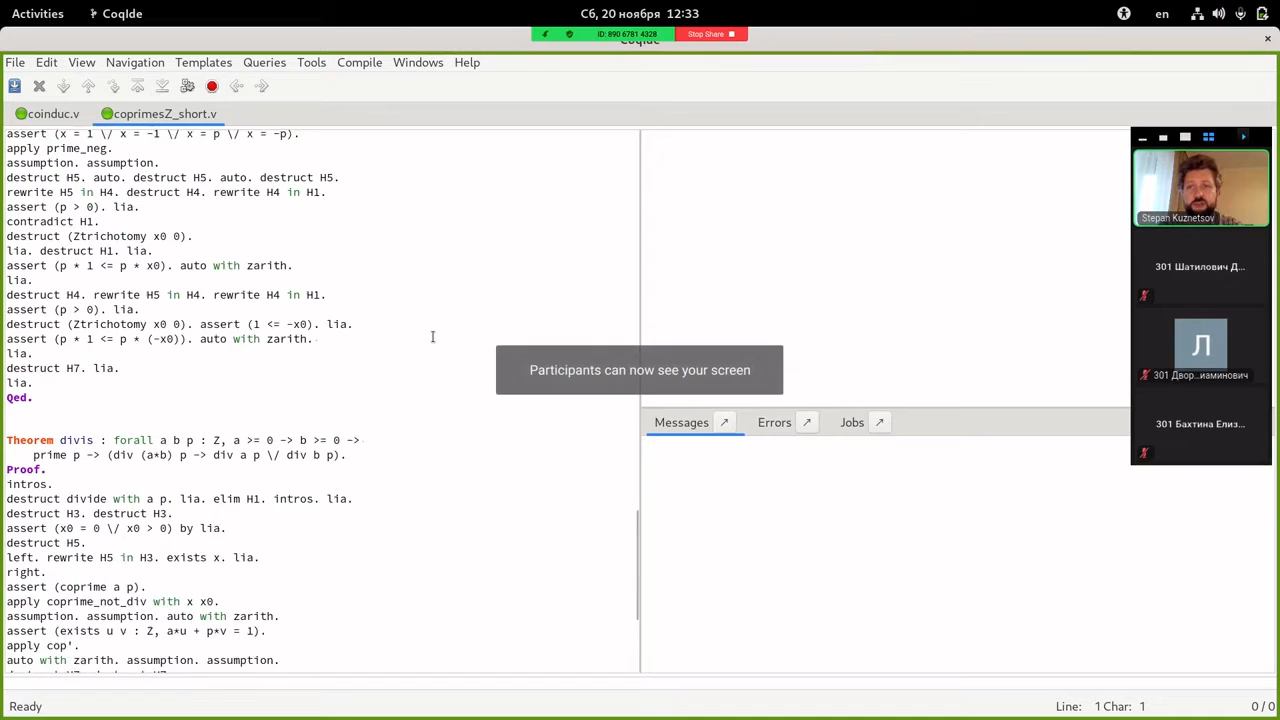 Activities
CoqIde
Сб, 20 ноября 12:33
en
ID: 890 6781 4328
Stop Share
CoqIde
×
File Edit View Navigation Templates Queries Tools Compile Windows Help
coinduc.v
coprimesZ_short.v
assert (x = 1 \/ x = -1 \/ x = p \/ x = -p).
apply prime_neg.
assumption. assumption.
destruct H5. auto. destruct H5. auto. destruct H5.
rewrite H5 in H4. destruct H4. rewrite H4 in H1.
assert (p > 0). lia.
contradict H1.
destruct (Ztrichotomy x0 0).
lia. destruct H1. lia.
assert (p * 1 <= p * x0). auto with zarith.
lia.
destruct H4. rewrite H5 in H4. rewrite H4 in H1.
assert (p > 0). lia.
destruct (Ztrichotomy x0 0). assert (1 <= -x0). lia.
assert (p * 1 <= p * (-x0)). auto with zarith.
lia.
destruct H7. lia.
lia.
Qed.
Theorem divis : forall a b p : Z, a >= 0 -> b >= 0 ->
prime p -> (div (a*b) p -> div a p \/ div b p).
Proof.
intros.
destruct divide with a p. lia. elim H1. intros. lia.
destruct H3. destruct H3.
assert (x0 = 0 \/ x0 > 0) by lia.
destruct H5.
left. rewrite H5 in H3. exists x. lia.
right.
assert (coprime a p).
apply coprime_not_div with x x0.
assumption. assumption. auto with zarith.
assert (exists u v : Z, a*u + p*v = 1).
apply cop'.
auto with zarith. assumption. assumption.
Participants can now see your screen
Messages
Errors
Jobs
Stepan Kuznetsov
301 Шатилович Д...
Л
301 Двор...иаминович
301 Бахтина Елиз...
Ready
Line: 1 Char: 1
0 / 0